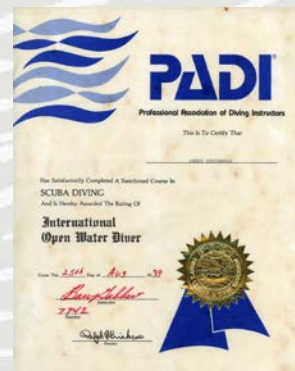 PADI
Professional Association of Diving Instructors
This Is To Certify That
Has Satisfactorily Completed A Sanctioned Course In
SCUBA DIVING
And Is Hereby Awarded The Rating Of
International
Open Water Diver
Given This 25th Day of Aug 19
Instructor
7742
Number